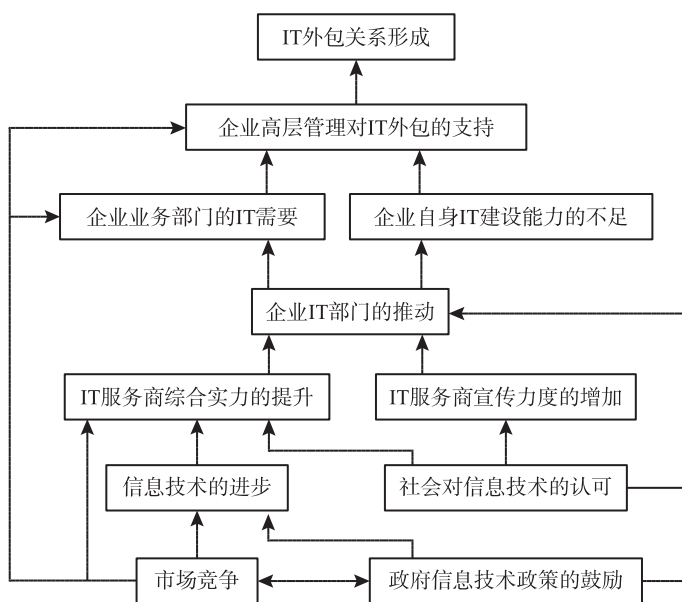 IT外包关系形成
企业高层管理对IT外包的支持
企业业务部门的IT需要
企业自身IT建设能力的不足
企业IT部门的推动
IT服务商综合实力的提升
IT服务商宣传力度的增加
信息技术的进步
社会对信息技术的认可
市场竞争
政府信息技术政策的鼓励